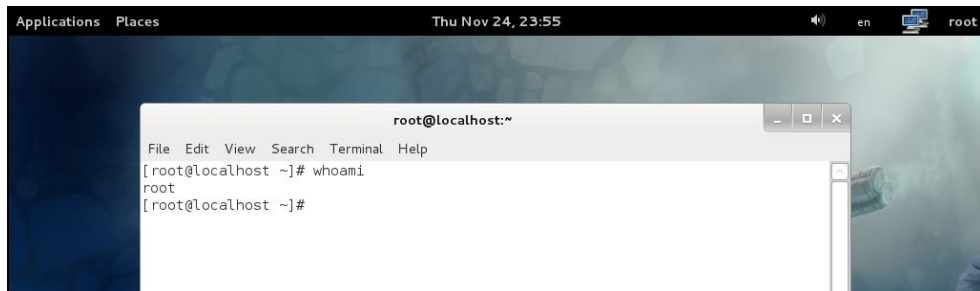 Applications Places Thu Nov 24, 23:55 en root
root@localhost:~
File Edit View Search Terminal Help
[root@localhost ~]# whoami
root
[root@localhost ~]#